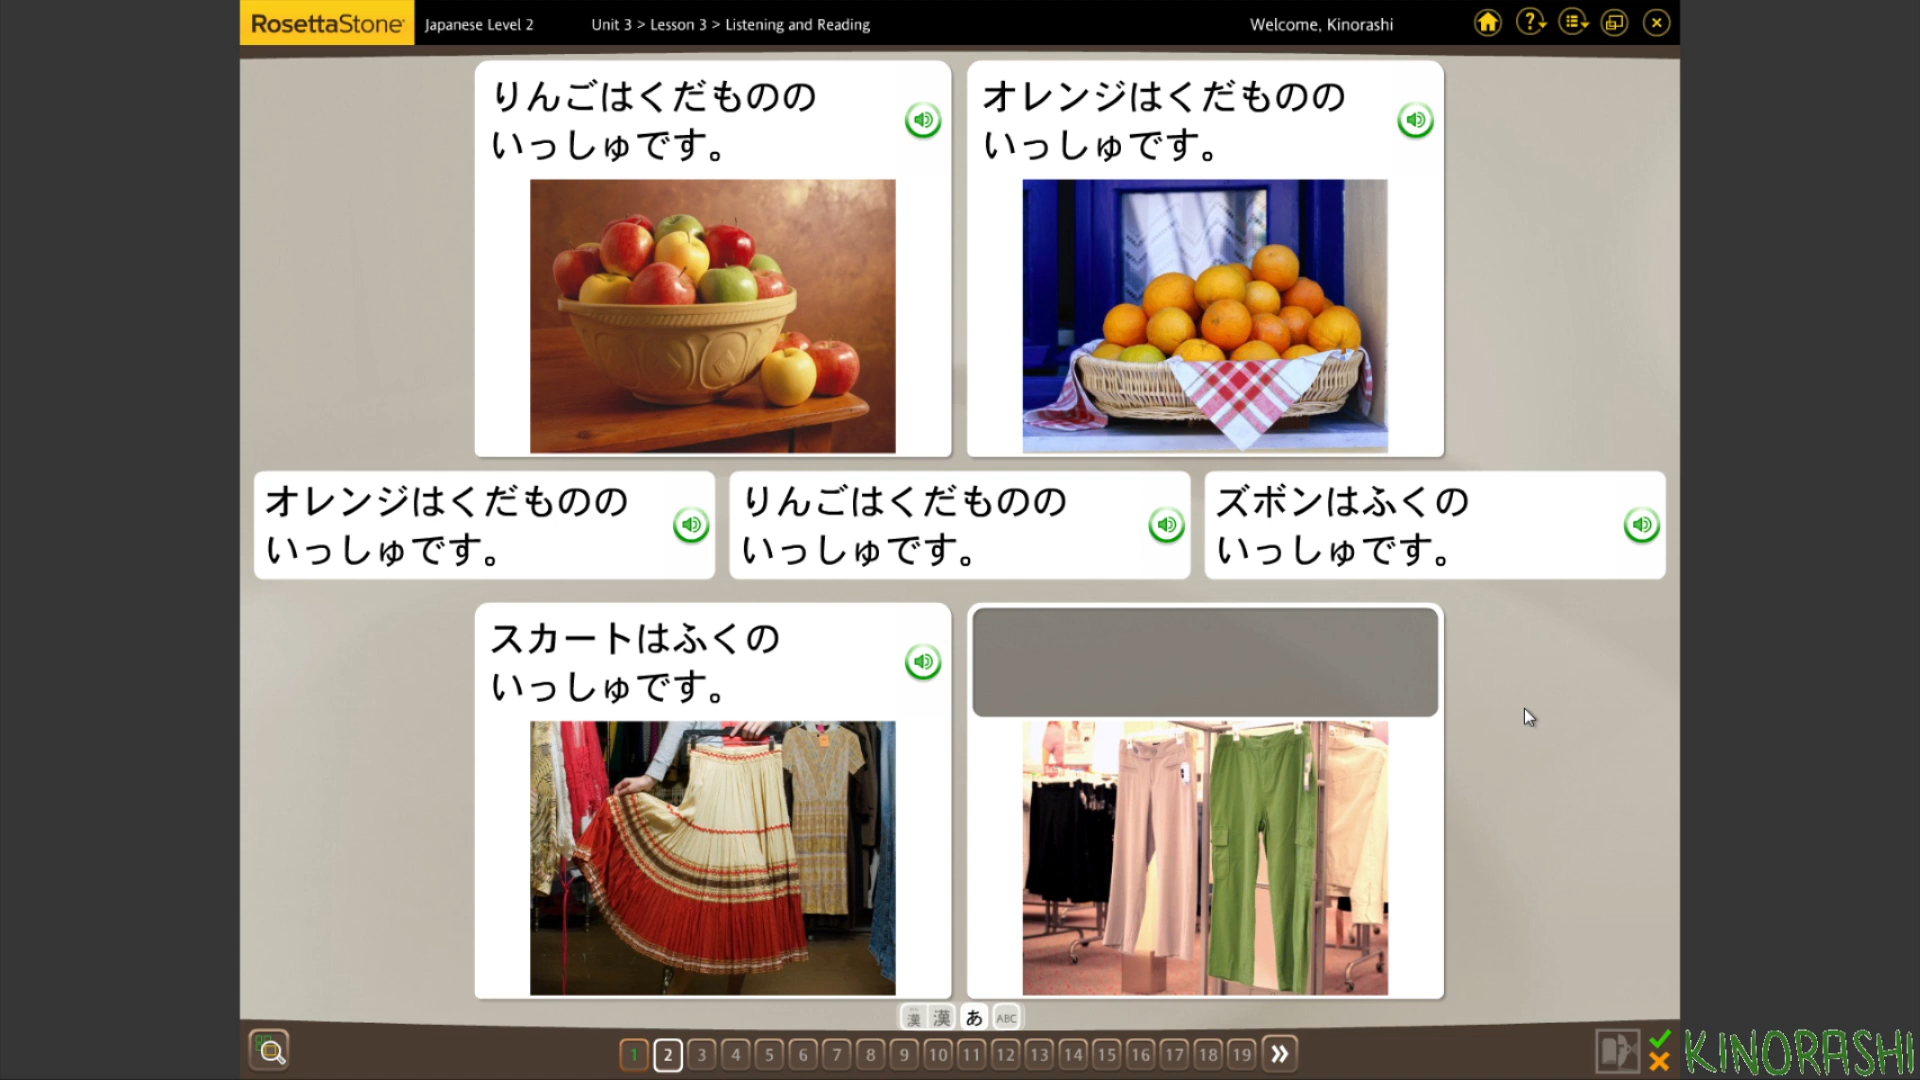 RosettaStone
Japanese Level 2
Unit 3 > Lesson 3 > Listening and Reading
Welcome, Kinorashi
りんごはくだものの
いっしゅです。
オレンジはくだものの
いっしゅです。
オレンジはくだものの
いっしゅです。
りんごはくだものの
いっしゅです。
ズボンはふくの
いっしゅです。
スカートはふくの
いっしゅです。
漢 漢 あ ABC
1 2 3 4 5 6 7 8 9 10 11 12 13 14 15 16 17 18 19
KINORASHI